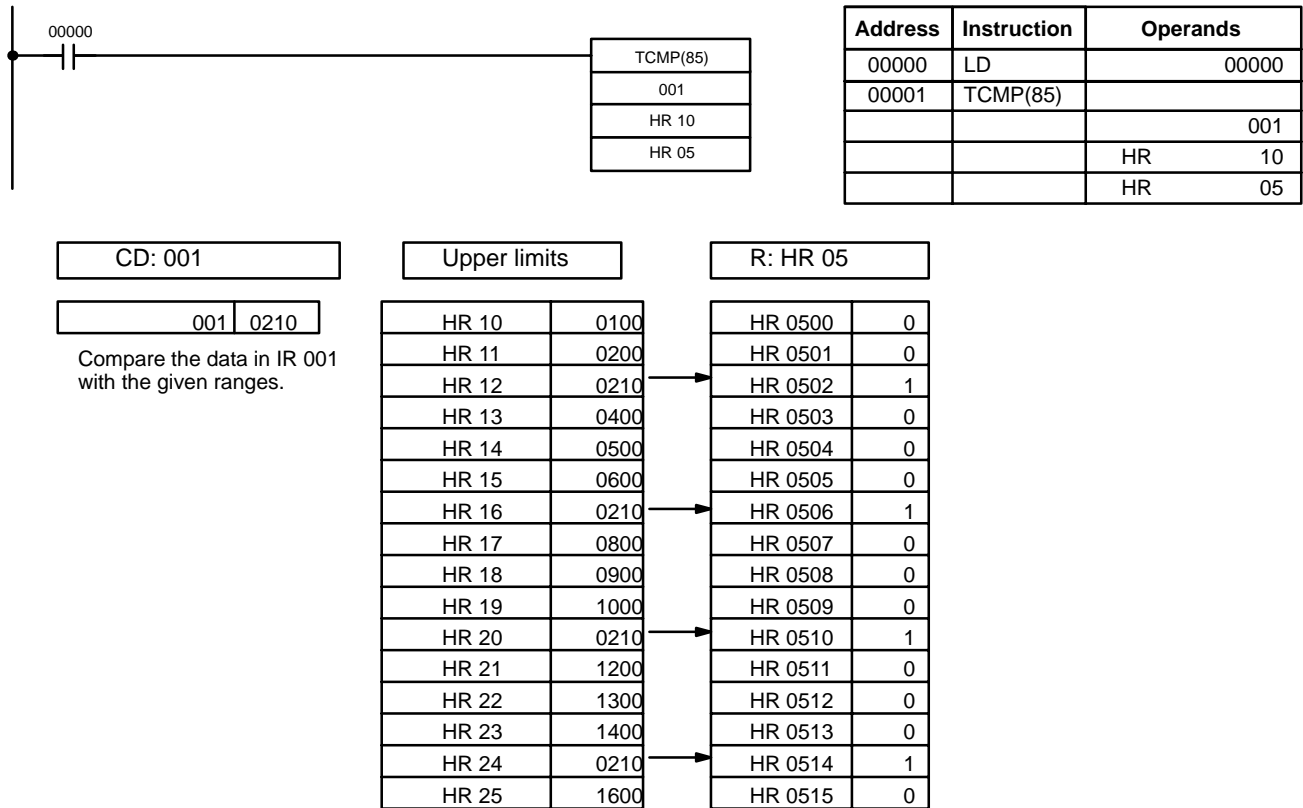 00000
TCMP(85)
001
HR 10
HR 05
Address Instruction Operands
00000 LD 00000
00001 TCMP(85)
001
HR 10
HR 05
CD: 001
001 0210
Compare the data in IR 001
with the given ranges.
Upper limits
HR 10 0100
HR 11 0200
HR 12 0210
HR 13 0400
HR 14 0500
HR 15 0600
HR 16 0210
HR 17 0800
HR 18 0900
HR 19 1000
HR 20 0210
HR 21 1200
HR 22 1300
HR 23 1400
HR 24 0210
HR 25 1600
R: HR 05
HR 0500 0
HR 0501 0
HR 0502 1
HR 0503 0
HR 0504 0
HR 0505 0
HR 0506 1
HR 0507 0
HR 0508 0
HR 0509 0
HR 0510 1
HR 0511 0
HR 0512 0
HR 0513 0
HR 0514 1
HR 0515 0